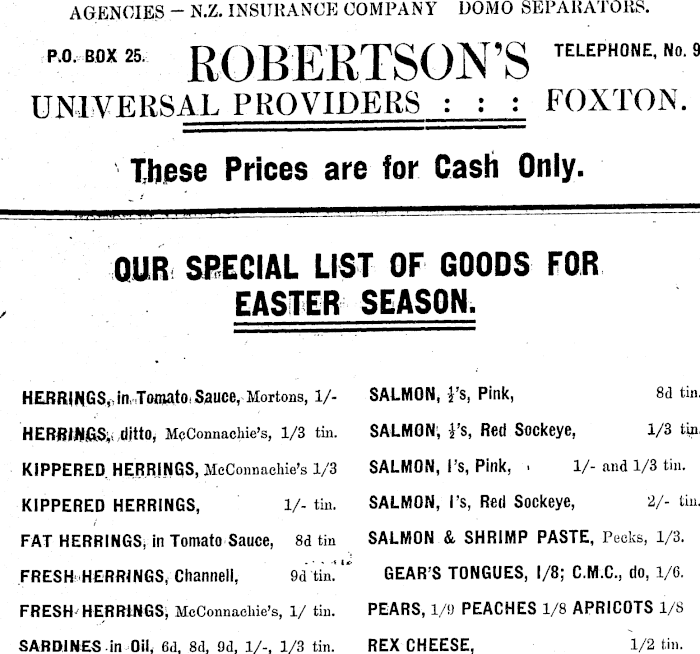 AGENCIES — N.Z. INSURANCE COMPANY DOMO SEPARATORS.
P.O. BOX 25.
ROBERTSON'S
TELEPHONE, No. 9
UNIVERSAL PROVIDERS : : : FOXTON.
These Prices are for Cash Only.
OUR SPECIAL LIST OF GOODS FOR
EASTER SEASON.
HERRINGS, in Tomato Sauce, Mortons, 1/-
HERRINGS, ditto, McConnachie's, 1/3 tin.
KIPPERED HERRINGS, McConnachie's 1/3
KIPPERED HERRINGS, 1/- tin.
FAT HERRINGS, in Tomato Sauce, 8d tin
FRESH HERRINGS, Channell, 9d tin.
FRESH HERRINGS, McConnachie's, 1/ tin.
SARDINES in Oil, 6d, 8d, 9d, 1/-, 1/3 tin.
SALMON, ½'s, Pink, 8d tin.
SALMON, ½'s, Red Sockeye, 1/3 tin
SALMON, 1's, Pink, 1/- and 1/3 tin.
SALMON, 1's, Red Sockeye, 2/- tin.
SALMON & SHRIMP PASTE, Pecks, 1/3.
GEAR'S TONGUES, 1/8; C.M.C., do, 1/6.
PEARS, 1/9 PEACHES 1/8 APRICOTS 1/8
REX CHEESE, 1/2 tin.